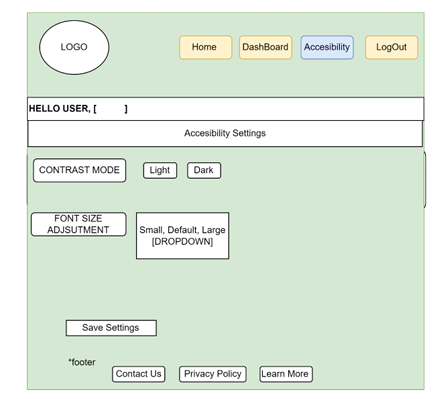 LOGO
Home
DashBoard
Accesibility
LogOut
HELLO USER, [ ]
Accesibility Settings
CONTRAST MODE
Light
Dark
FONT SIZE
ADJSUTMENT
Small, Default, Large
[DROPDOWN]
Save Settings
*footer
Contact Us
Privacy Policy
Learn More